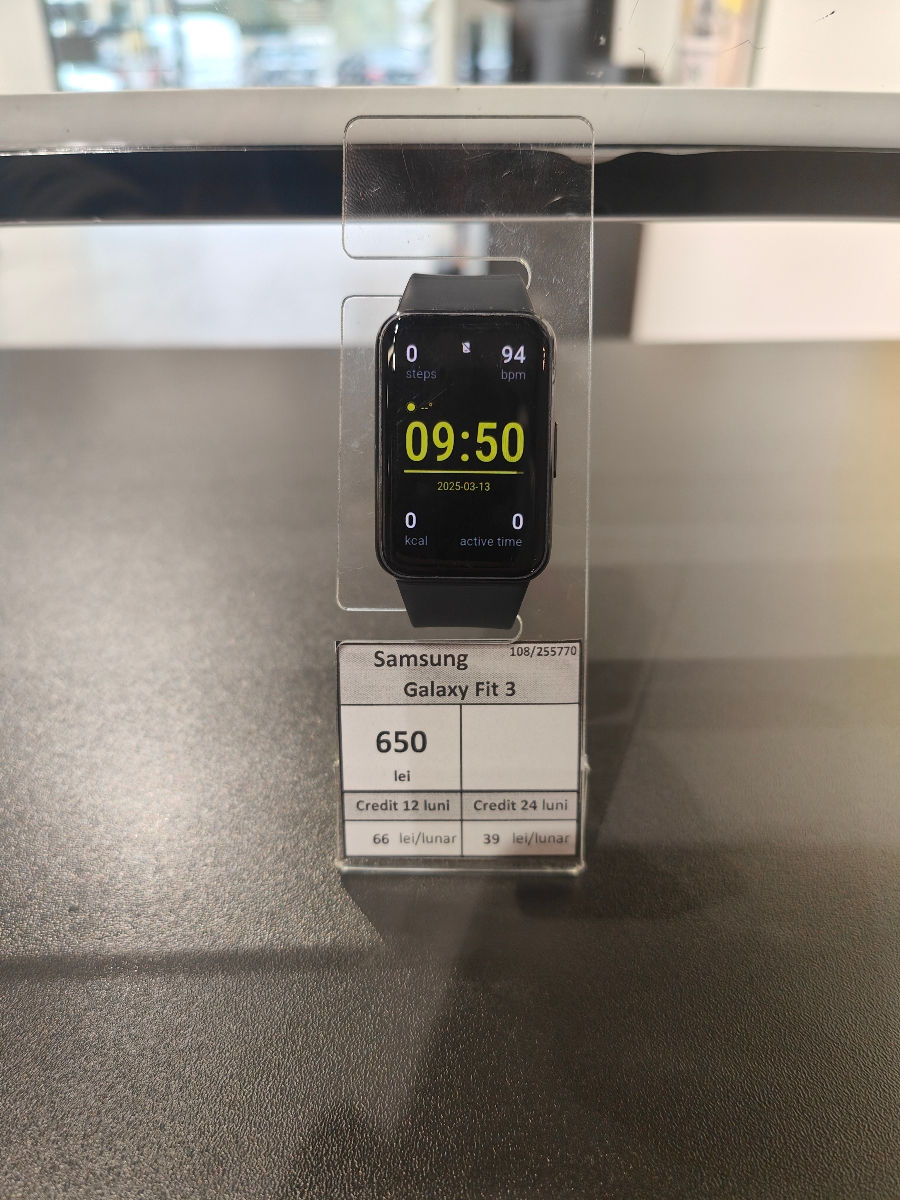 0 94
steps bpm
--°
09:50
2025-03-13
0 0
kcal active time
Samsung 108/255770
Galaxy Fit 3
650
lei
Credit 12 luni Credit 24 luni
66 lei/lunar 39 lei/lunar